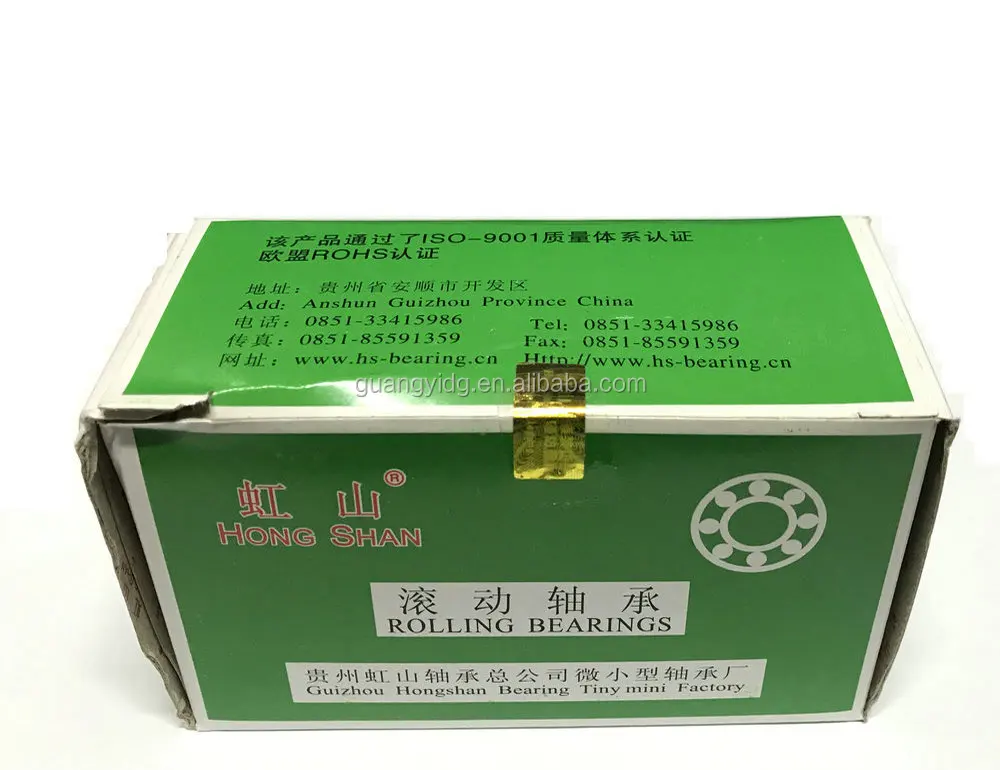 该产品通过了ISO-9001质量体系认证
欧盟ROHS认证
地址：贵州省安顺市开发区
Add: Anshun Guizhou Province China
电话：0851-33415986 Tel: 0851-33415986
传真：0851-85591359 Fax: 0851-85591359
网址：www.hs-bearing.cn Http://www.hs-bearing.cn
guangyidg.en.alibaba.com
虹山®
HONG SHAN
滚动轴承
ROLLING BEARINGS
贵州虹山轴承总公司微小型轴承厂
Guizhou Hongshan Bearing Tiny mini Factory